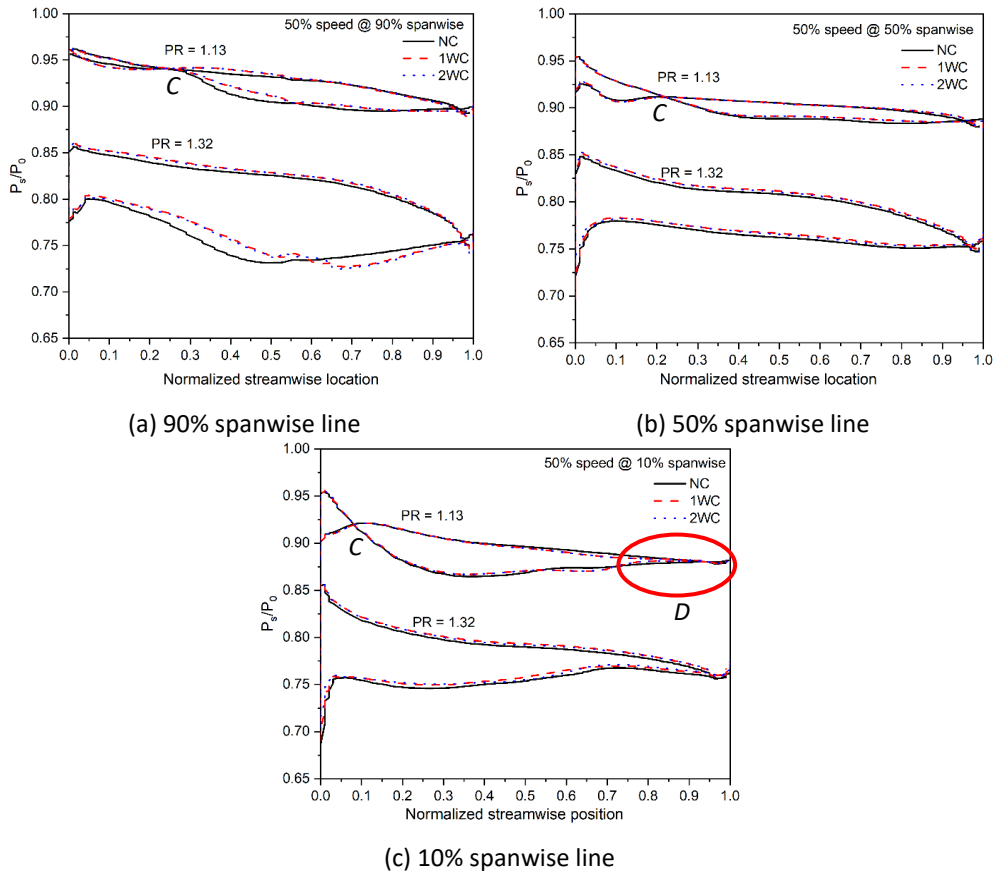 50% speed @ 90% spanwise
NC
1WC
2WC
PR = 1.13
C
PR = 1.32
Ps/P0
1.00
0.95
0.90
0.85
0.80
0.75
0.70
0.65
0.0 0.1 0.2 0.3 0.4 0.5 0.6 0.7 0.8 0.9 1.0
Normalized streamwise location
(a) 90% spanwise line
50% speed @ 50% spanwise
NC
1WC
2WC
PR = 1.13
C
PR = 1.32
Ps/P0
1.00
0.95
0.90
0.85
0.80
0.75
0.70
0.65
0.0 0.1 0.2 0.3 0.4 0.5 0.6 0.7 0.8 0.9 1.0
Normalized streamwise location
(b) 50% spanwise line
50% speed @ 10% spanwise
NC
1WC
2WC
PR = 1.13
C
D
PR = 1.32
Ps/P0
1.00
0.95
0.90
0.85
0.80
0.75
0.70
0.65
0.0 0.1 0.2 0.3 0.4 0.5 0.6 0.7 0.8 0.9 1.0
Normalized streamwise position
(c) 10% spanwise line